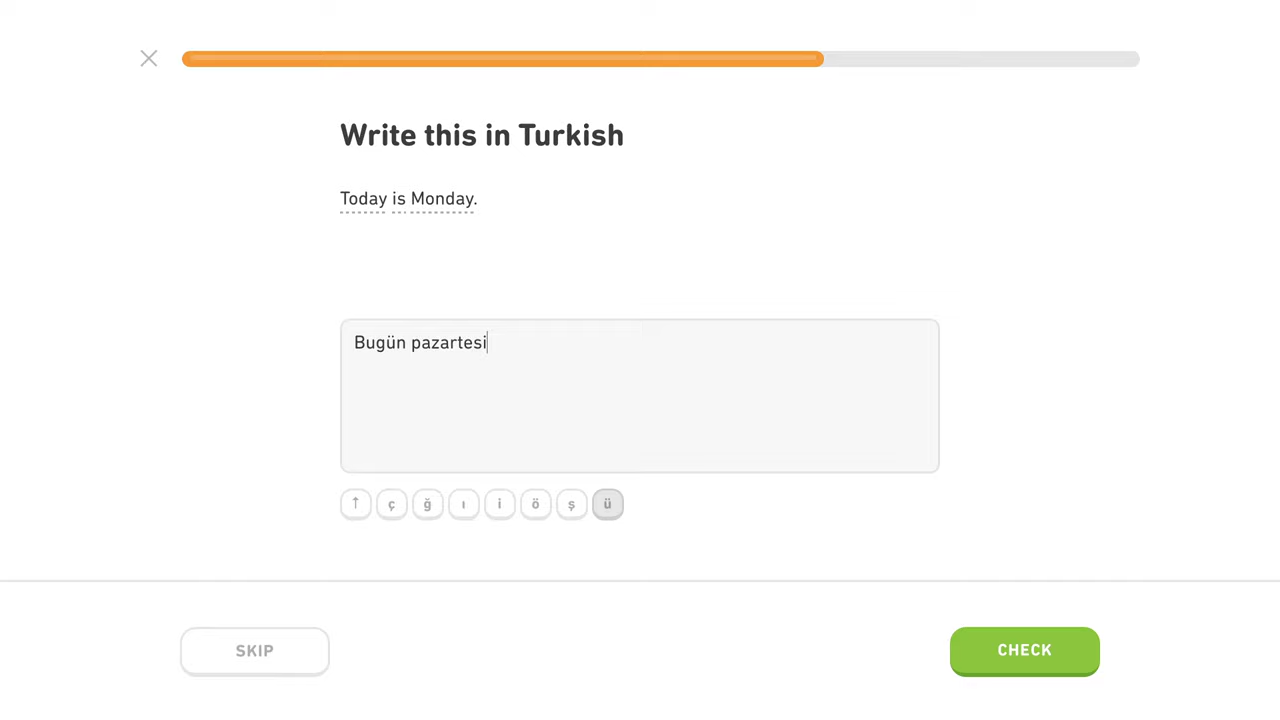 Write this in Turkish
Today is Monday.
Bugün pazartesi
↑ ç ğ ı i ö ş ü
SKIP
CHECK